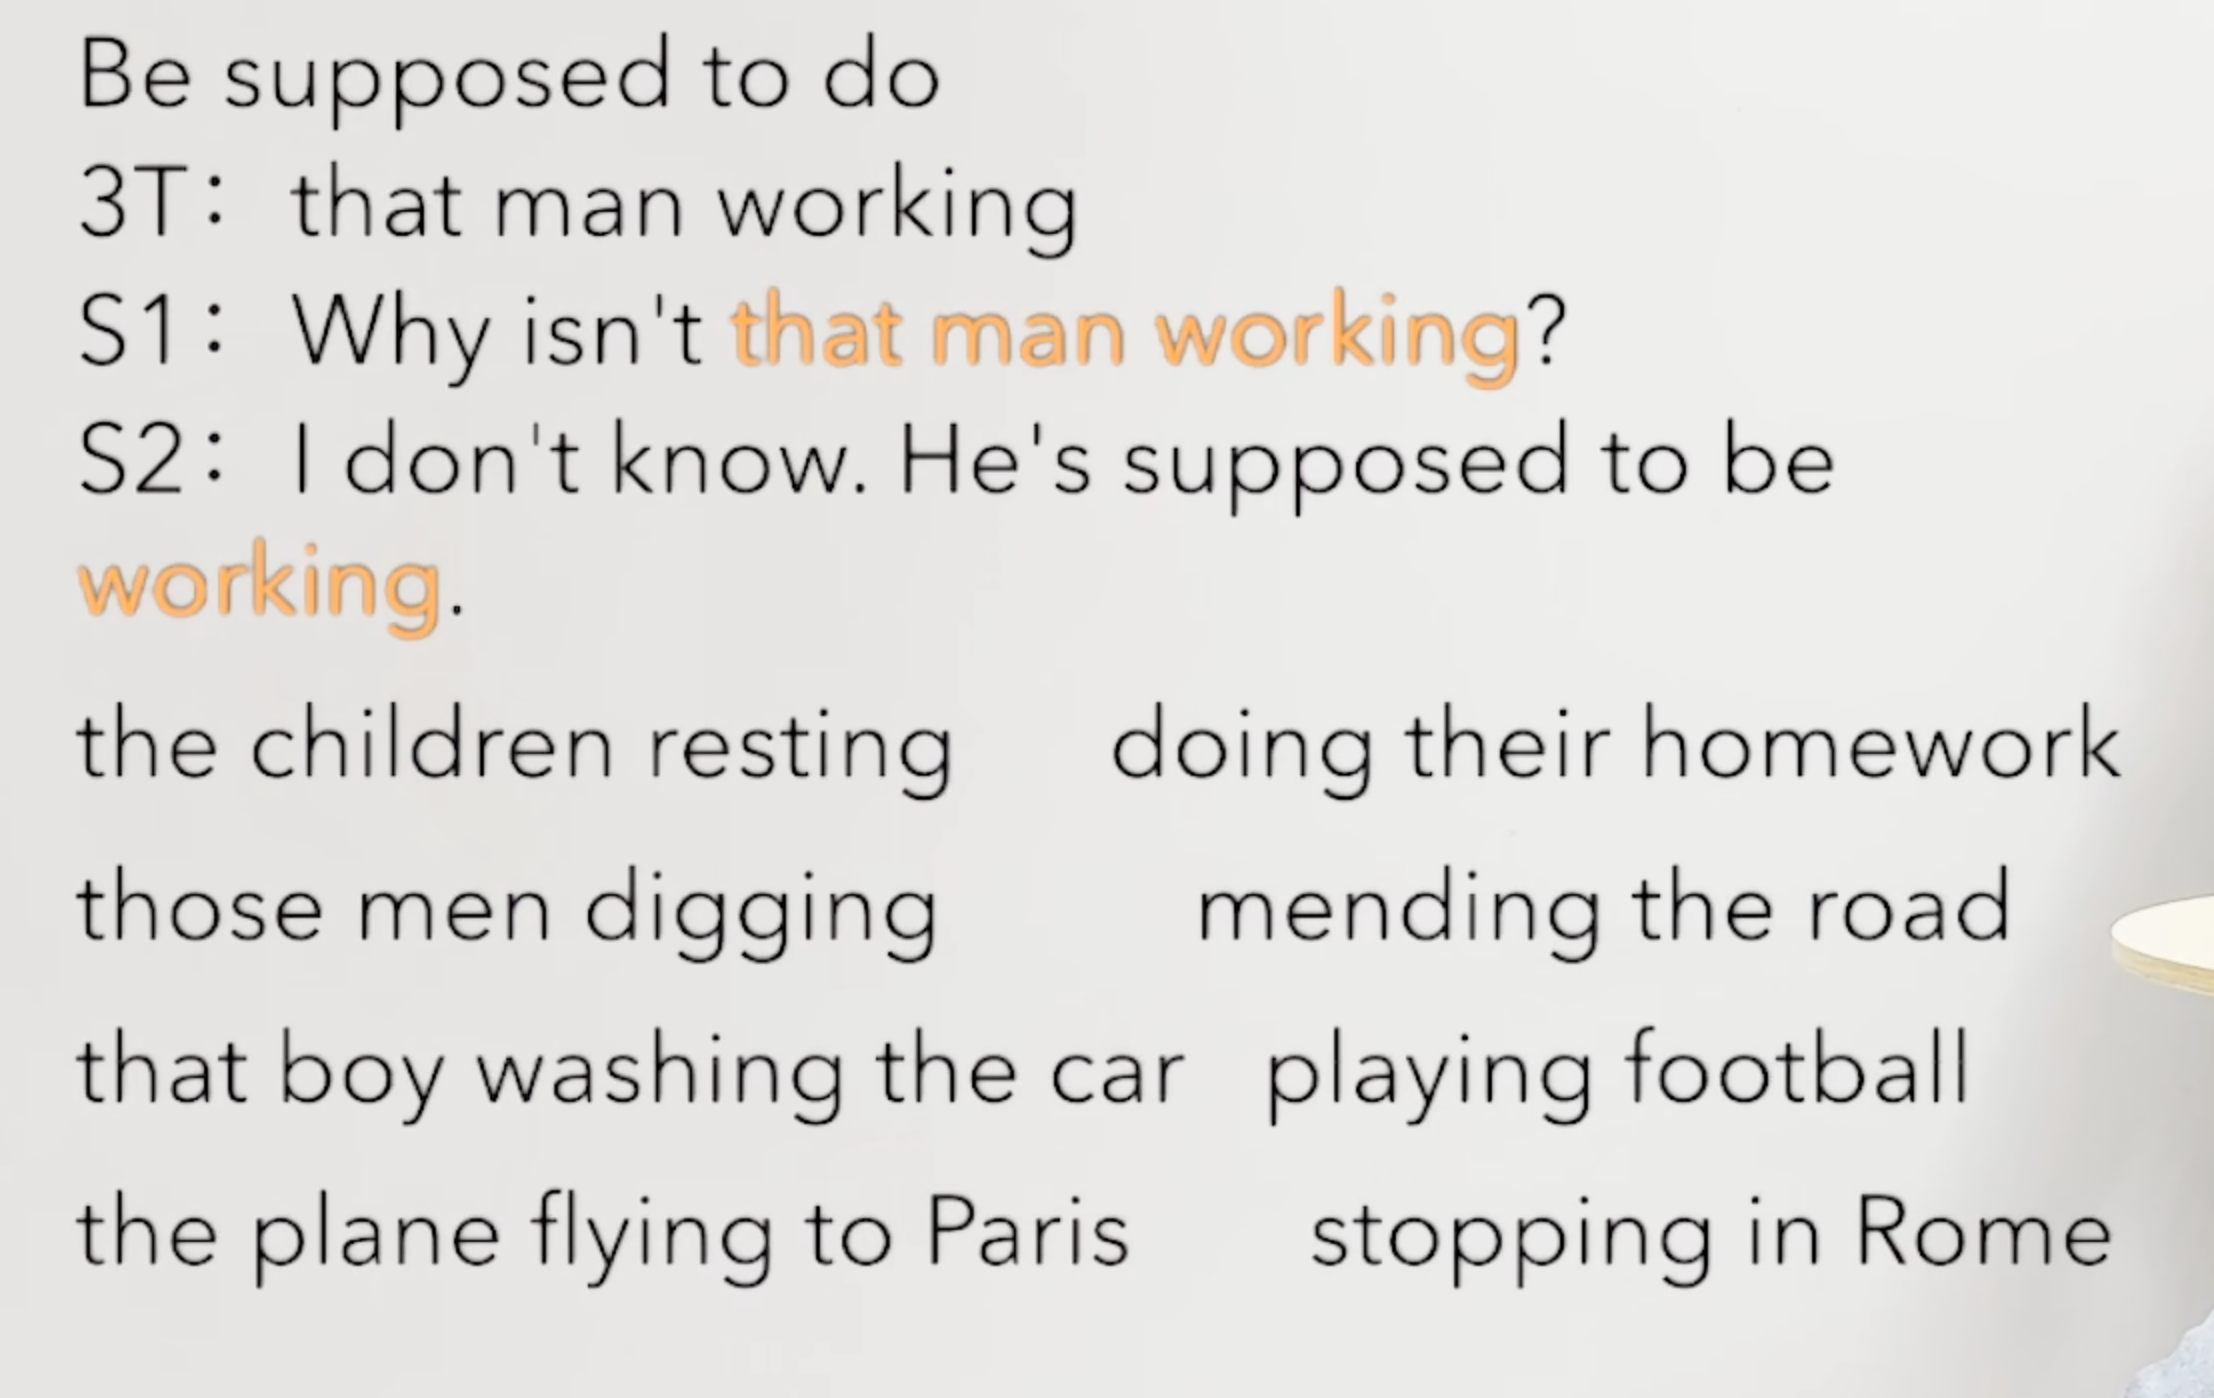 Be supposed to do
3T： that man working
S1： Why isn't that man working?
S2： I don't know. He's supposed to be
working.
the children resting doing their homework
those men digging mending the road
that boy washing the car playing football
the plane flying to Paris stopping in Rome